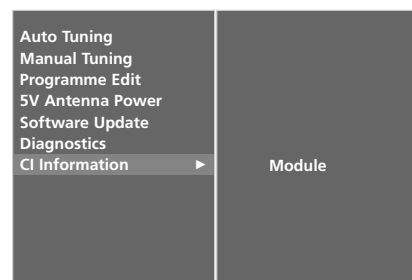 Auto Tuning
Manual Tuning
Programme Edit
5V Antenna Power
Software Update
Diagnostics
CI Information ►
Module